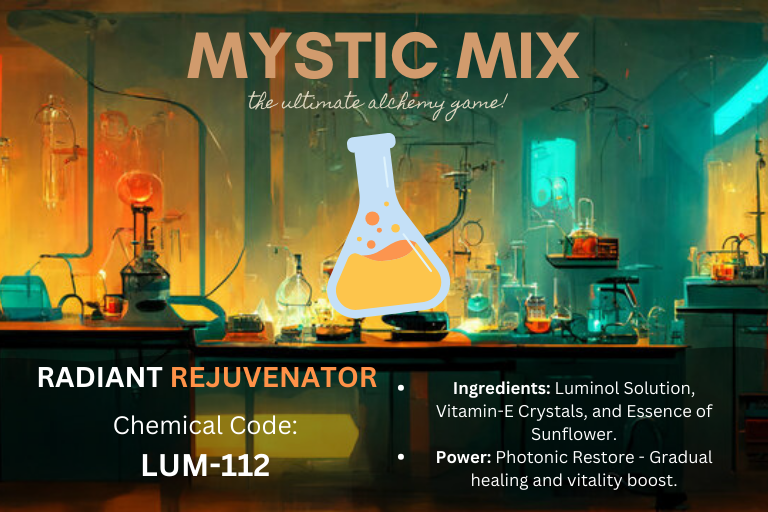 MYSTIC MIX
the ultimate alchemy game!
RADIANT REJUVENATOR
Chemical Code:
LUM-112
• Ingredients: Luminol Solution,
Vitamin-E Crystals, and Essence of
Sunflower.
• Power: Photonic Restore - Gradual
healing and vitality boost.